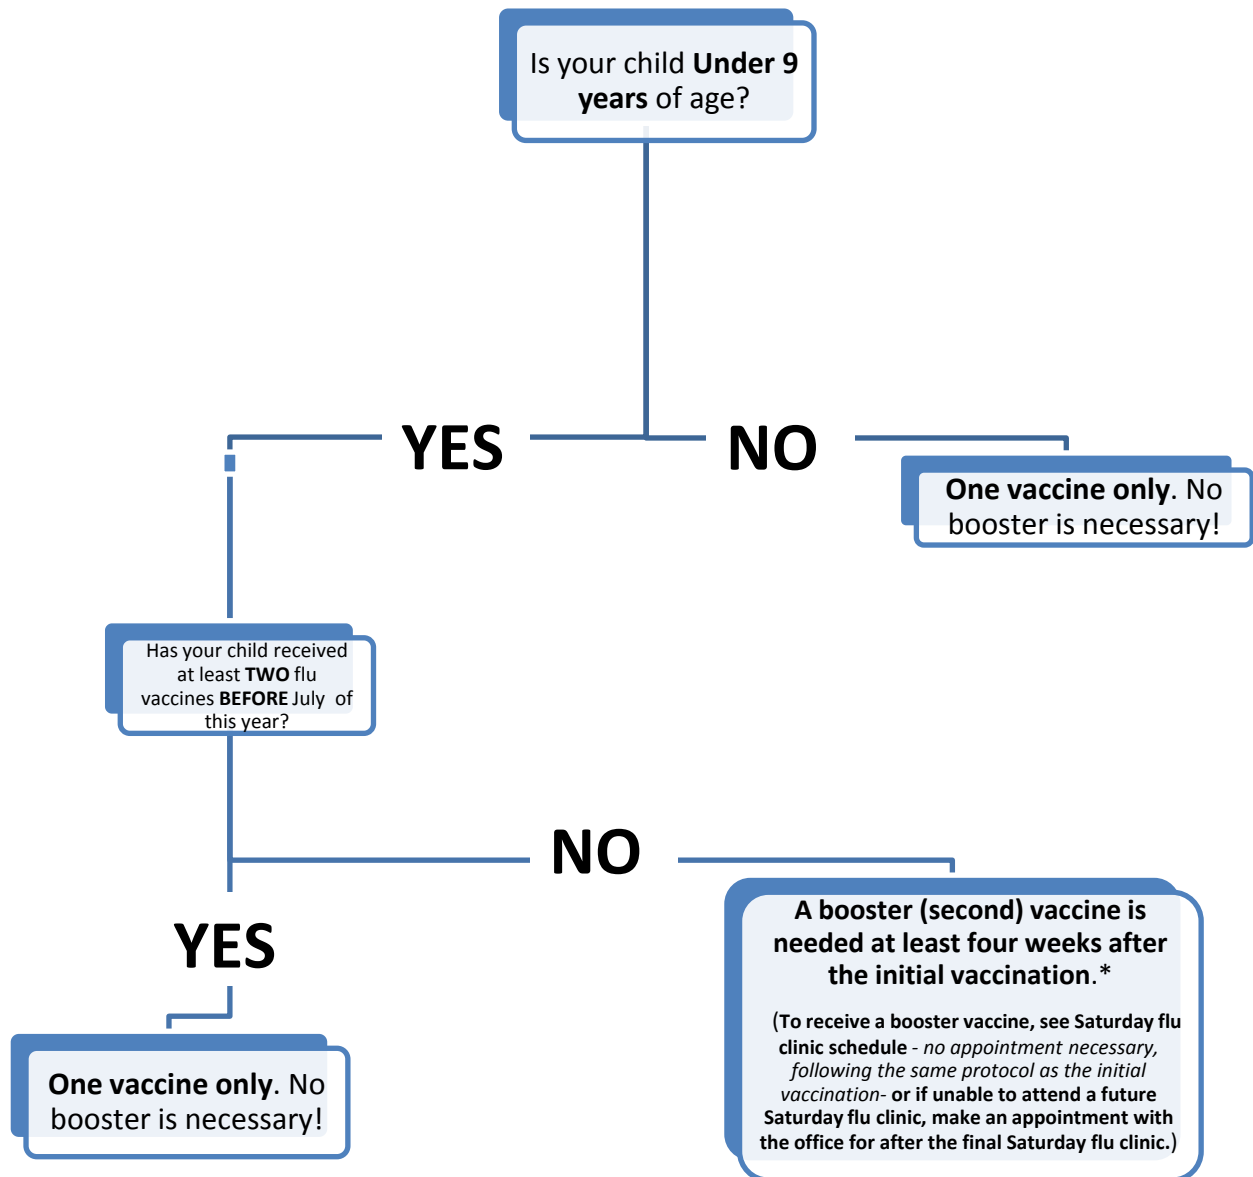 Is your child Under 9
years of age?
YES
NO
One vaccine only. No
booster is necessary!
Has your child received
at least TWO flu
vaccines BEFORE July of
this year?
NO
YES
A booster (second) vaccine is
needed at least four weeks after
the initial vaccination.*
(To receive a booster vaccine, see Saturday flu
clinic schedule - no appointment necessary,
following the same protocol as the initial
vaccination- or if unable to attend a future
Saturday flu clinic, make an appointment with
the office for after the final Saturday flu clinic.)
One vaccine only. No
booster is necessary!